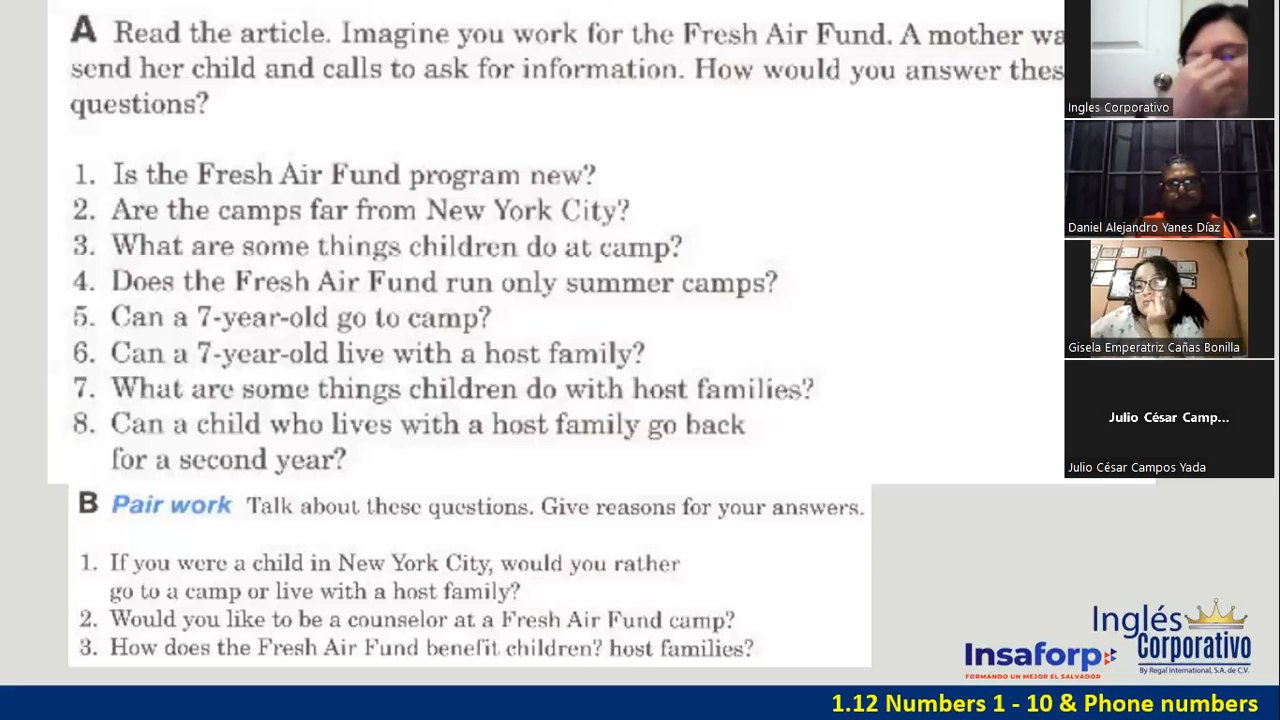 A Read the article. Imagine you work for the Fresh Air Fund. A mother wa
send her child and calls to ask for information. How would you answer thes
questions?
1. Is the Fresh Air Fund program new?
2. Are the camps far from New York City?
3. What are some things children do at camp?
4. Does the Fresh Air Fund run only summer camps?
5. Can a 7-year-old go to camp?
6. Can a 7-year-old live with a host family?
7. What are some things children do with host families?
8. Can a child who lives with a host family go back
for a second year?
B Pair work Talk about these questions. Give reasons for your answers.
1. If you were a child in New York City, would you rather
go to a camp or live with a host family?
2. Would you like to be a counselor at a Fresh Air Fund camp?
3. How does the Fresh Air Fund benefit children? host families?
Ingles Corporativo
Daniel Alejandro Yanes Díaz
Gisela Emperatriz Cañas Bonilla
Julio César Camp...
Julio César Campos Yada
Insaforp
FORMANDO UN MEJOR EL SALVADOR
Inglés
Corporativo
By Regal International, S.A. de C.V.
1.12 Numbers 1 - 10 & Phone numbers